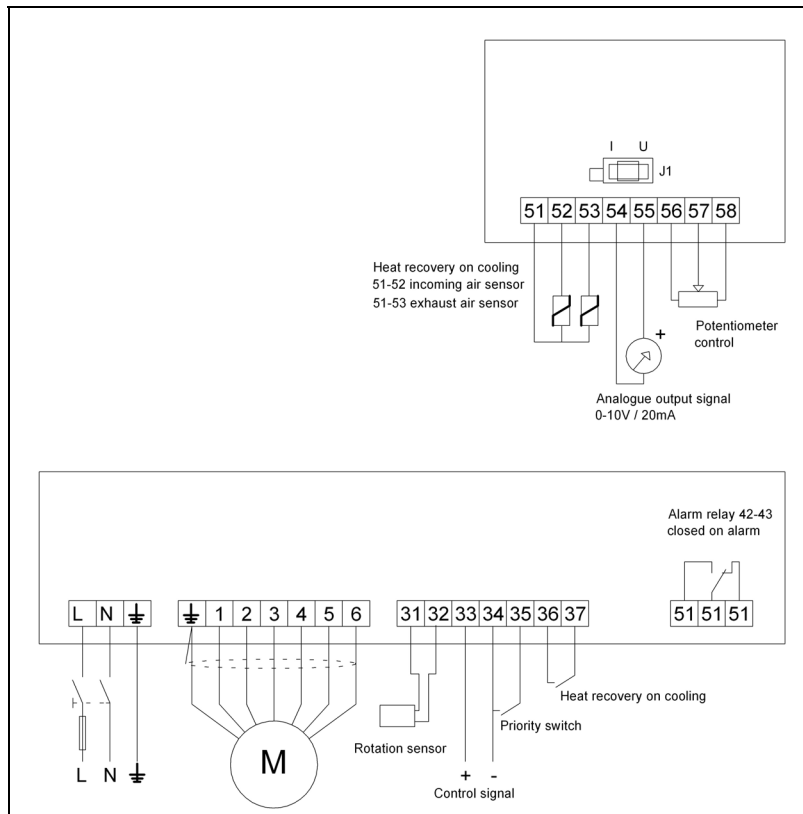 I U
J1
51 52 53 54 55 56 57 58
Heat recovery on cooling
51-52 incoming air sensor
51-53 exhaust air sensor
+
Potentiometer
control
Analogue output signal
0-10V / 20mA
Alarm relay 42-43
closed on alarm
L N 1 2 3 4 5 6 31 32 33 34 35 36 37 51 51 51
Heat recovery on cooling
Priority switch
Rotation sensor
M
L N + -
Control signal